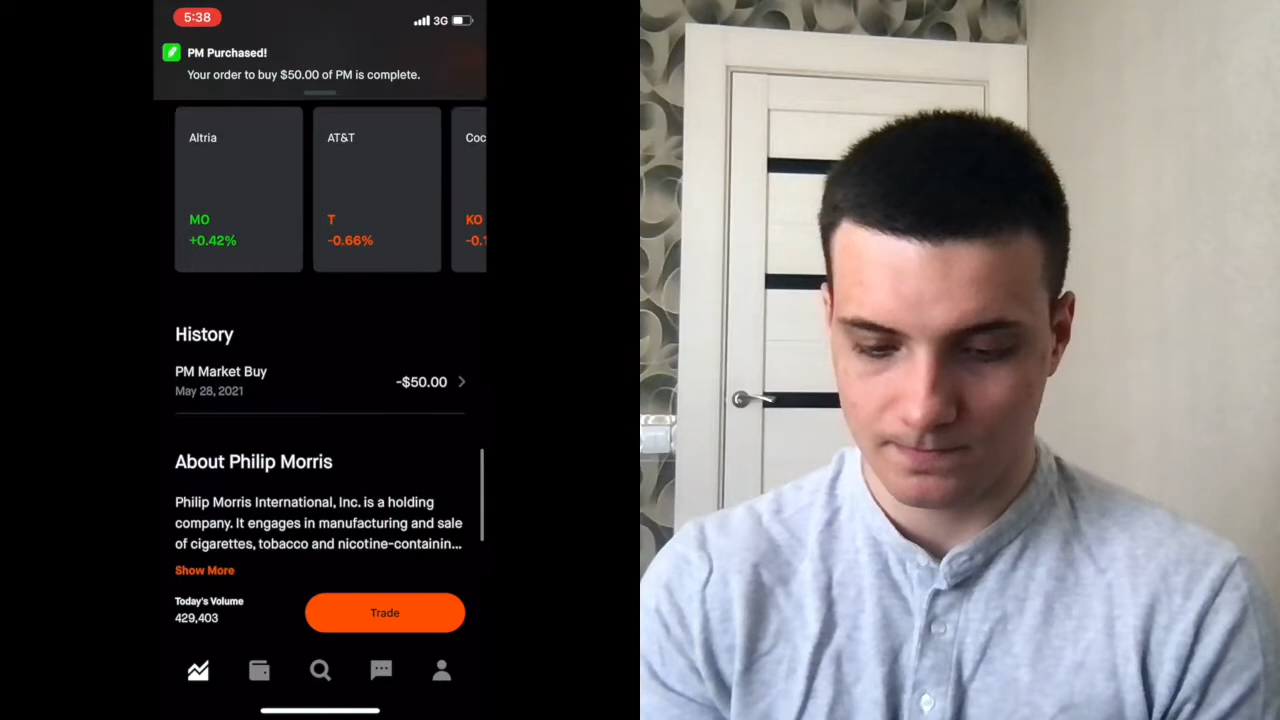 5:38
3G
PM Purchased!
Your order to buy $50.00 of PM is complete.
Altria
AT&T
Coc
MO
T
KO
+0.42%
-0.66%
-0.1
History
PM Market Buy
-$50.00
May 28, 2021
About Philip Morris
Philip Morris International, Inc. is a holding
company. It engages in manufacturing and sale
of cigarettes, tobacco and nicotine-containin...
Show More
Today's Volume
429,403
Trade